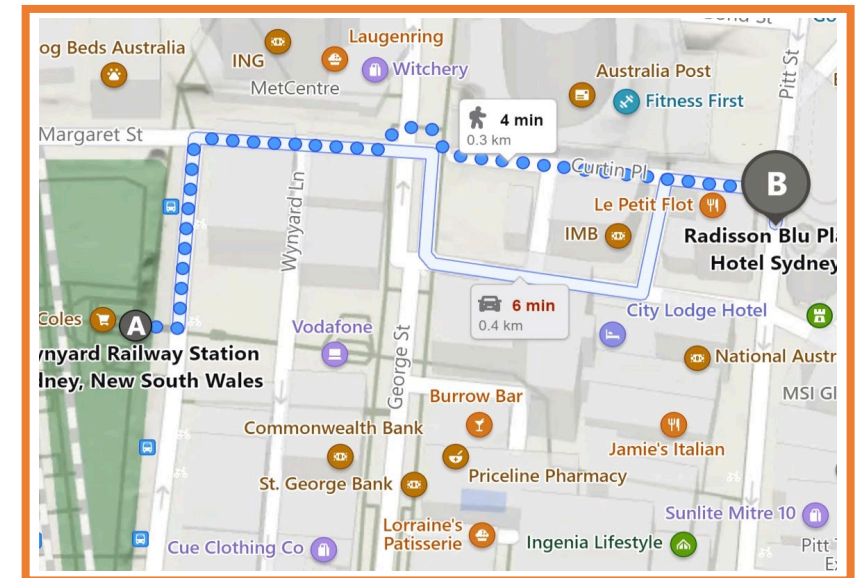 og Beds Australia
ING
Laugenring
Witchery
MetCentre
Australia Post
Fitness First
Pitt St
Margaret St
4 min
0.3 km
Curtin Pl
B
Le Petit Flot
IMB
Radisson Blu Pl
Hotel Sydney
Wynyard Ln
George St
6 min
0.4 km
City Lodge Hotel
Coles
A
ynyard Railway Station
dney, New South Wales
Vodafone
National Austr
MSI Gl
Burrow Bar
Commonwealth Bank
Jamie's Italian
St. George Bank
Priceline Pharmacy
Sunlite Mitre 10
Lorraine's
Patisserie
Ingenia Lifestyle
Cue Clothing Co
Pitt